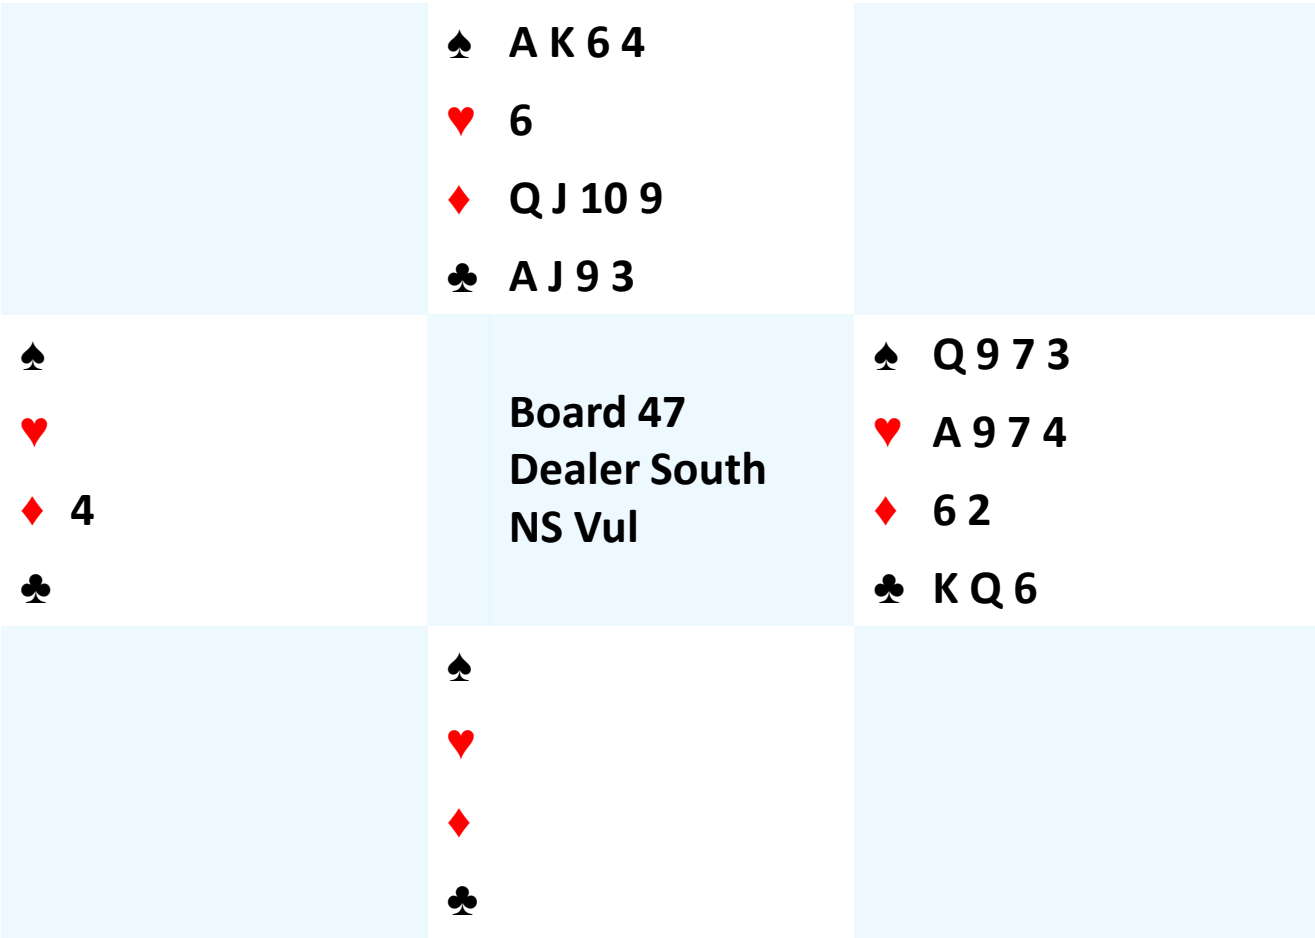 ♠ A K 6 4
♥ 6
♦ Q J 10 9
♣ A J 9 3
♠
♥
♦ 4
♣
Board 47
Dealer South
NS Vul
♠ Q 9 7 3
♥ A 9 7 4
♦ 6 2
♣ K Q 6
♠
♥
♦
♣